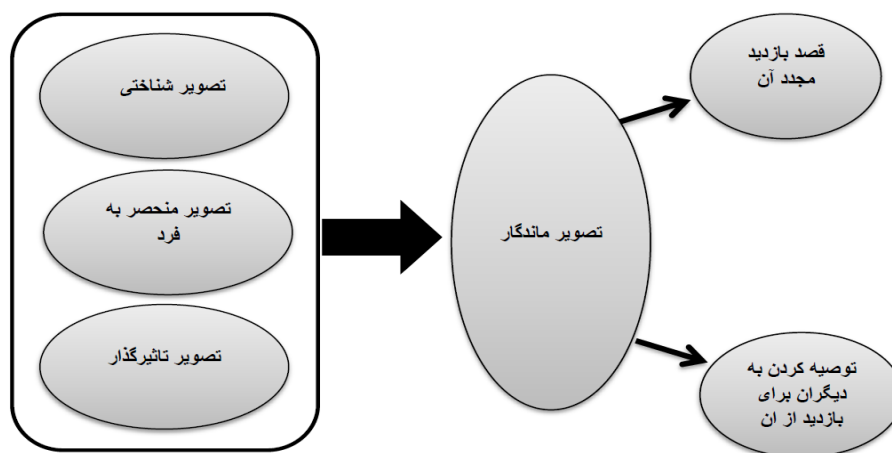 تصویر شناختی
تصویر منحصر به
فرد
تصویر تاثیرگذار
تصویر ماندگار
قصد بازدید
مجدد آن
توصیه کردن به
دیگران برای
بازدید از ان